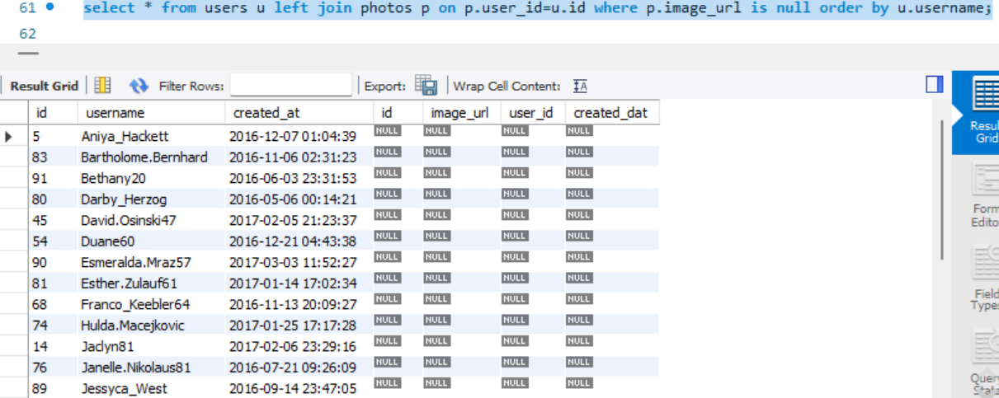 61 select * from users u left join photos p on p.user_id=u.id where p.image_url is null order by u.username;
62
Result Grid Filter Rows: Export: Wrap Cell Content: IA
id username created_at id image_url user_id created_dat
5 Aniya_Hackett 2016-12-07 01:04:39 NULL NULL NULL NULL
83 Bartholome.Bernhard 2016-11-06 02:31:23 NULL NULL NULL NULL
91 Bethany20 2016-06-03 23:31:53 NULL NULL NULL NULL
80 Darby_Herzog 2016-05-06 00:14:21 NULL NULL NULL NULL
45 David.Osinski47 2017-02-05 21:23:37 NULL NULL NULL NULL
54 Duane60 2016-12-21 04:43:38 NULL NULL NULL NULL
90 Esmeralda.Mraz57 2017-03-03 11:52:27 NULL NULL NULL NULL
81 Esther.Zulauf61 2017-01-14 17:02:34 NULL NULL NULL NULL
68 Franco_Keebler64 2016-11-13 20:09:27 NULL NULL NULL NULL
74 Hulda.Macejkovic 2017-01-25 17:17:28 NULL NULL NULL NULL
14 Jaclyn81 2017-02-06 23:29:16 NULL NULL NULL NULL
76 Janelle.Nikolaus81 2016-07-21 09:26:09 NULL NULL NULL NULL
89 Jessyca_West 2016-09-14 23:47:05 NULL NULL NULL NULL
Resul
Grid
Form
Edito
Field
Type
Query